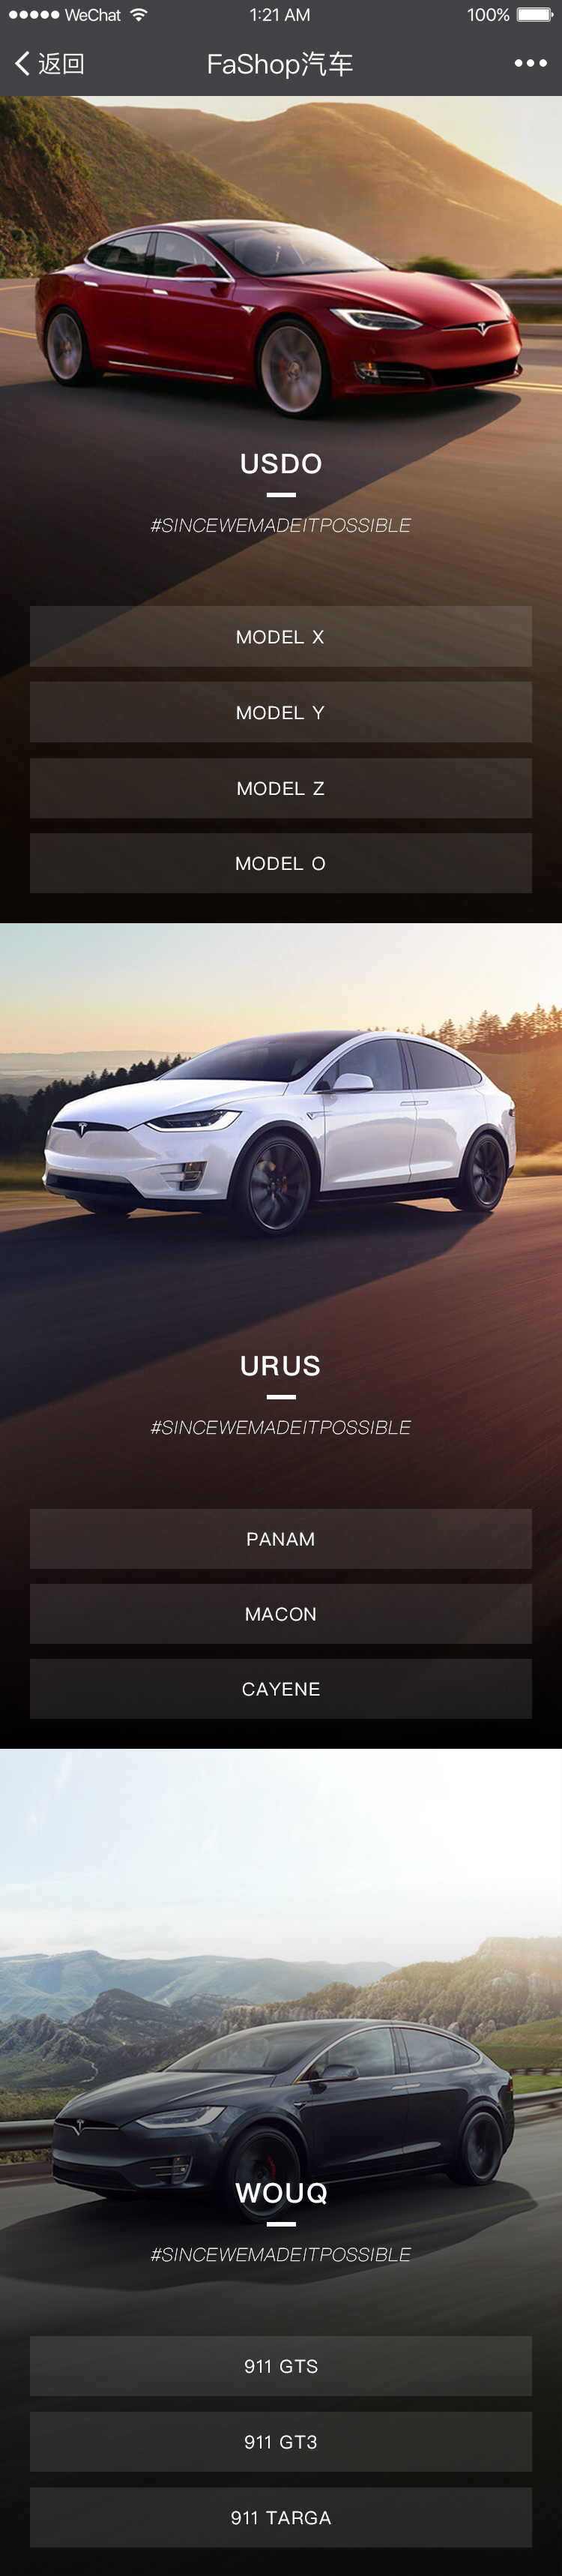 WeChat 1:21 AM 100%
返回 FaShop汽车
USDO
#SINCEWEMADEITPOSSIBLE
MODEL X
MODEL Y
MODEL Z
MODEL O
URUS
#SINCEWEMADEITPOSSIBLE
PANAM
MACON
CAYENE
WOUQ
#SINCEWEMADEITPOSSIBLE
911 GTS
911 GT3
911 TARGA